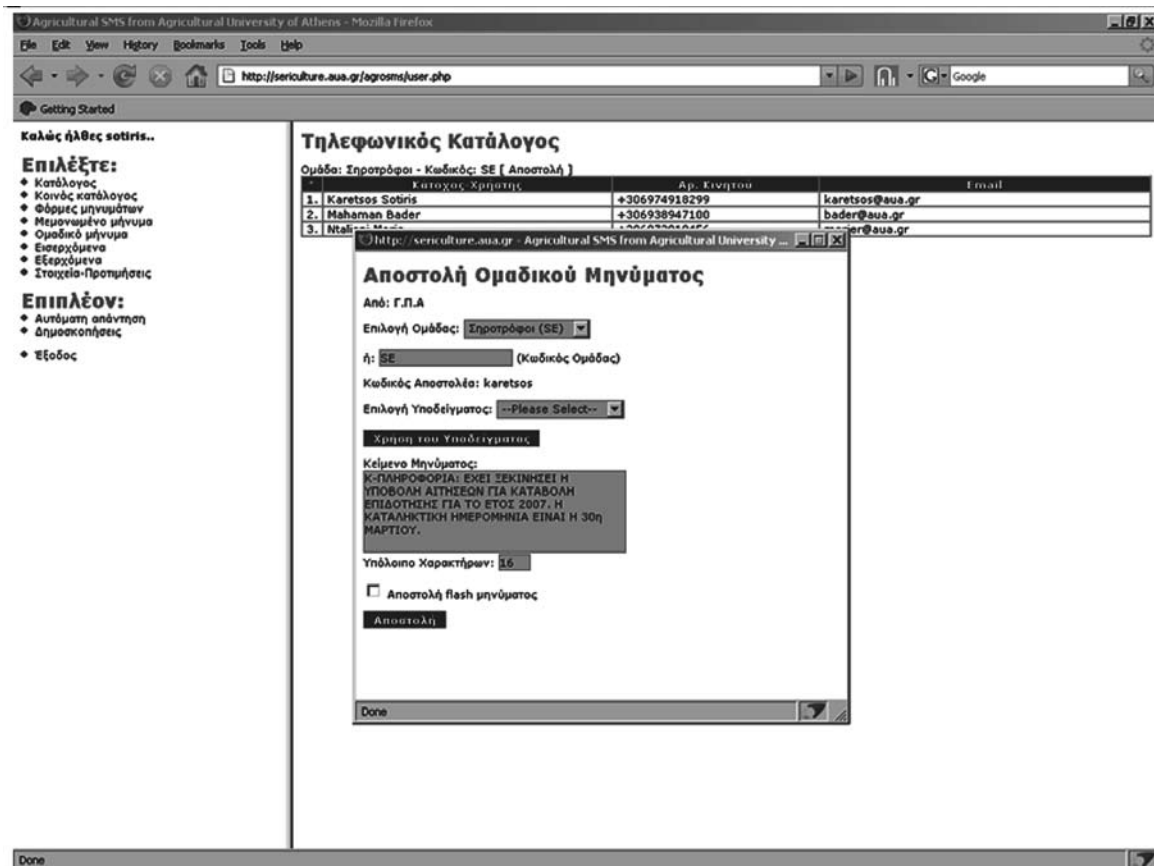 Agricultural SMS from Agricultural University of Athens - Mozilla Firefox
File Edit View History Bookmarks Tools Help
http://sericulture.aua.gr/agrosms/user.php
Google
Getting Started
Καλώς ήλθες sotiris..
Επιλέξτε:
Κατάλογος
Κοινός κατάλογος
Φόρμες μηνυμάτων
Μεμονωμένο μήνυμα
Ομαδικό μήνυμα
Εισερχόμενα
Εξερχόμενα
Στοιχεία-Προτιμήσεις
Επιπλέον:
Αυτόματη απάντηση
Δημοσκοπήσεις
Έξοδος
Τηλεφωνικός Κατάλογος
Ομάδα: Σηροτρόφοι - Κωδικός: SE [ Αποστολή ]
* Κάτοχος-Χρήστης Αρ. Κινητού Email
1. Karetsos Sotiris +306974918299 karetsos@aua.gr
2. Mahaman Bader +306938947100 bader@aua.gr
3. Ntaliani Maria
http://sericulture.aua.gr - Agricultural SMS from Agricultural University ...
Αποστολή Ομαδικού Μηνύματος
Από: Γ.Π.Α
Επιλογή Ομάδας: Σηροτρόφοι (SE)
ή: SE (Κωδικός Ομάδας)
Κωδικός Αποστολέα: karetsos
Επιλογή Υποδείγματος: --Please Select--
Χρήση του Υποδείγματος
Κείμενο Μηνύματος:
Κ-ΠΛΗΡΟΦΟΡΙΑ: ΕΧΕΙ ΞΕΚΙΝΗΣΕΙ Η
ΥΠΟΒΟΛΗ ΑΙΤΗΣΕΩΝ ΓΙΑ ΚΑΤΑΒΟΛΗ
ΕΠΙΔΟΤΗΣΗΣ ΓΙΑ ΤΟ ΕΤΟΣ 2007. Η
ΚΑΤΑΛΗΚΤΙΚΗ ΗΜΕΡΟΜΗΝΙΑ ΕΙΝΑΙ Η 30η
ΜΑΡΤΙΟΥ.
Υπόλοιπο Χαρακτήρων: 16
Αποστολή flash μηνύματος
Αποστολή
Done
Done